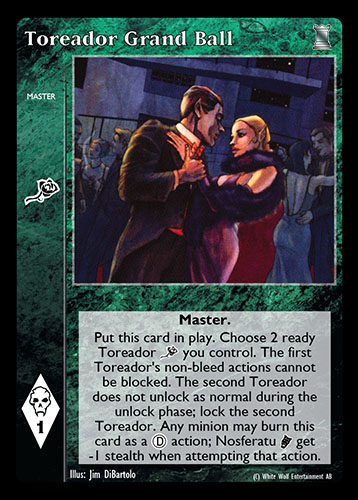 Toreador Grand Ball
MASTER
Master.
Put this card in play. Choose 2 ready
Toreador you control. The first
Toreador's non-bleed actions cannot
be blocked. The second Toreador
does not unlock as normal during the
unlock phase; lock the second
Toreador. Any minion may burn this
card as a D action; Nosferatu get
-1 stealth when attempting that action.
1
Illus: Jim DiBartolo
(C) White Wolf Entertainment AB